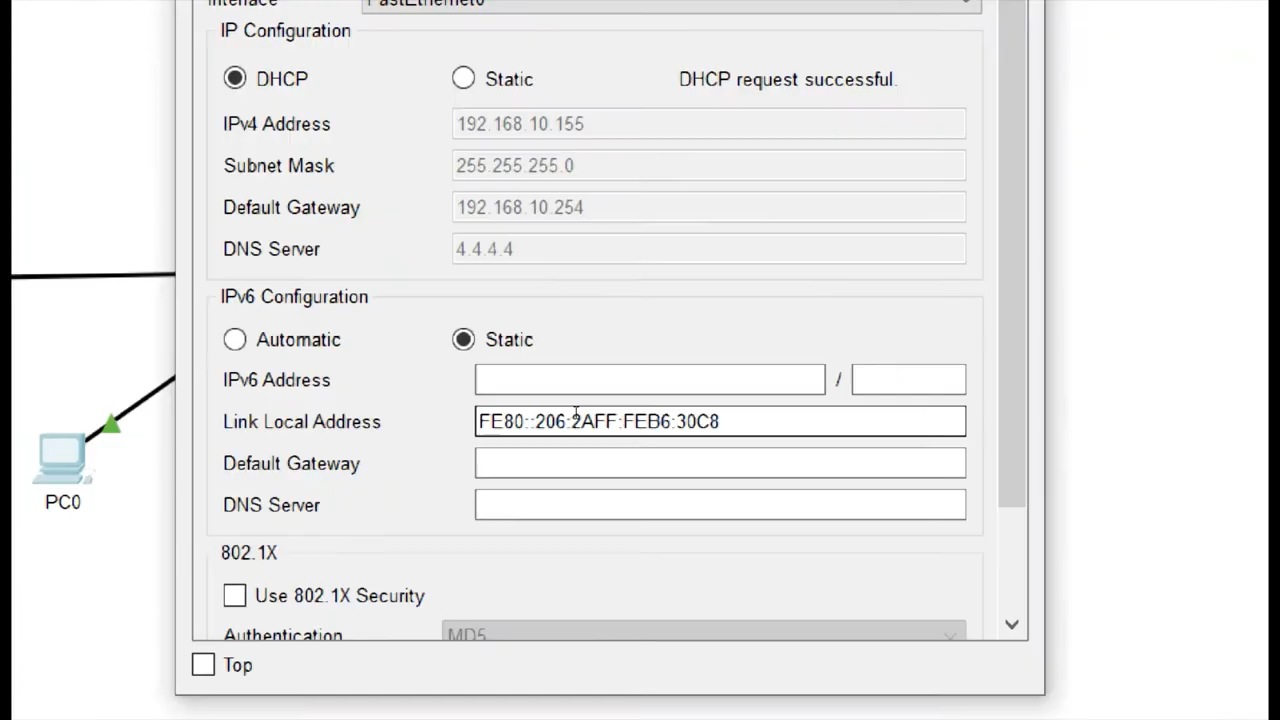 Interface FastEthernet0
IP Configuration
DHCP Static DHCP request successful.
IPv4 Address 192.168.10.155
Subnet Mask 255.255.255.0
Default Gateway 192.168.10.254
DNS Server 4.4.4.4
IPv6 Configuration
Automatic Static
IPv6 Address /
Link Local Address FE80::206:2AFF:FEB6:30C8
Default Gateway
DNS Server
PC0
802.1X
Use 802.1X Security
Authentication MD5
Top